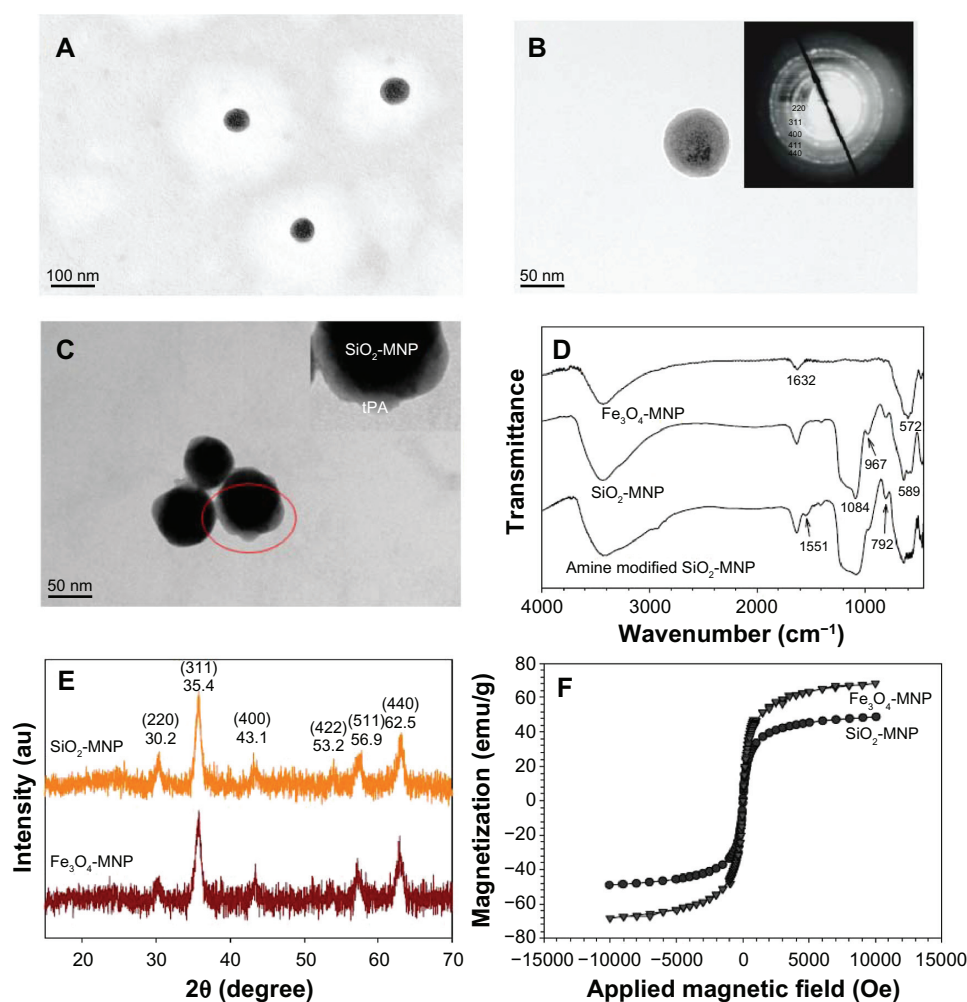 A
100 nm
B
220
311
400
411
440
50 nm
C
SiO₂-MNP
tPA
50 nm
D
Transmittance
1632
Fe₃O₄-MNP
572
967
SiO₂-MNP
1084
589
1551
792
Amine modified SiO₂-MNP
4000 3000 2000 1000
Wavenumber (cm⁻¹)
E
Intensity (au)
(311)
35.4
(220)
30.2
(400)
43.1
(422)
53.2
(511)
56.9
(440)
62.5
SiO₂-MNP
Fe₃O₄-MNP
20 30 40 50 60 70
2θ (degree)
F
Magnetization (emu/g)
80
60
40
20
0
−20
−40
−60
−80
Fe₃O₄-MNP
SiO₂-MNP
−15000 −10000 −5000 0 5000 10000 15000
Applied magnetic field (Oe)